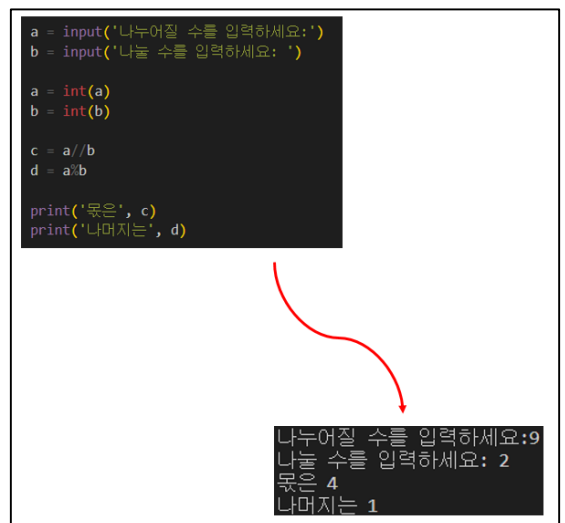 a = input('나누어질 수를 입력하세요:')
b = input('나눌 수를 입력하세요: ')
a = int(a)
b = int(b)
c = a//b
d = a%b
print('몫은', c)
print('나머지는', d)
나누어질 수를 입력하세요:9
나눌 수를 입력하세요: 2
몫은 4
나머지는 1